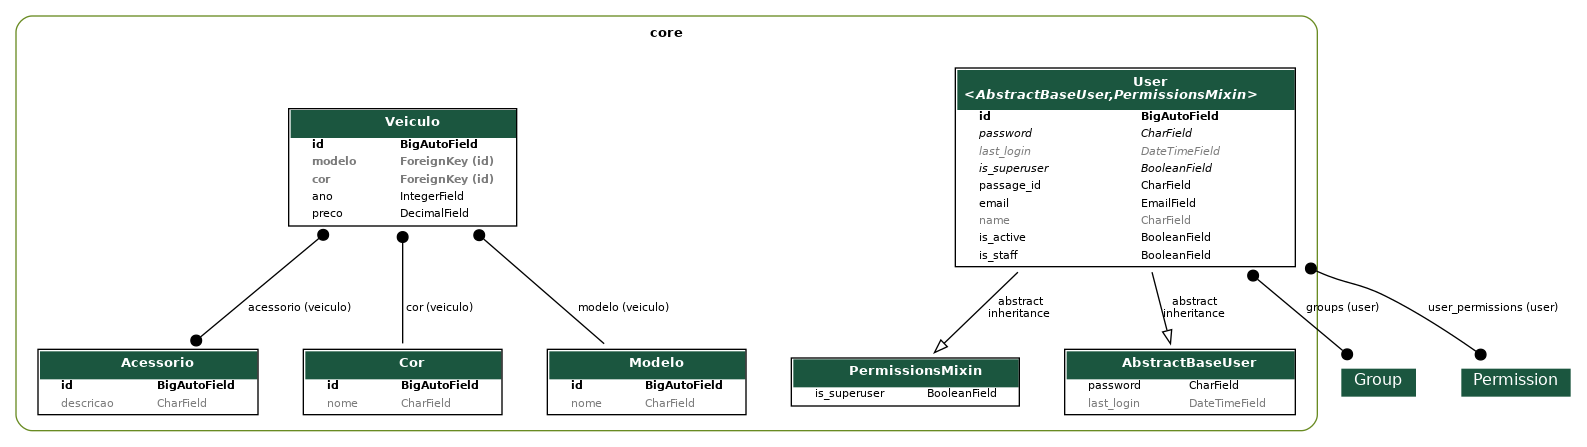 core
Veiculo
id BigAutoField
modelo ForeignKey (id)
cor ForeignKey (id)
ano IntegerField
preco DecimalField
User
<AbstractBaseUser,PermissionsMixin>
id BigAutoField
password CharField
last_login DateTimeField
is_superuser BooleanField
passage_id CharField
email EmailField
name CharField
is_active BooleanField
is_staff BooleanField
acessorio (veiculo)
cor (veiculo)
modelo (veiculo)
abstract
inheritance
abstract
inheritance
groups (user)
user_permissions (user)
Acessorio
id BigAutoField
descricao CharField
Cor
id BigAutoField
nome CharField
Modelo
id BigAutoField
nome CharField
PermissionsMixin
is_superuser BooleanField
AbstractBaseUser
password CharField
last_login DateTimeField
Group
Permission